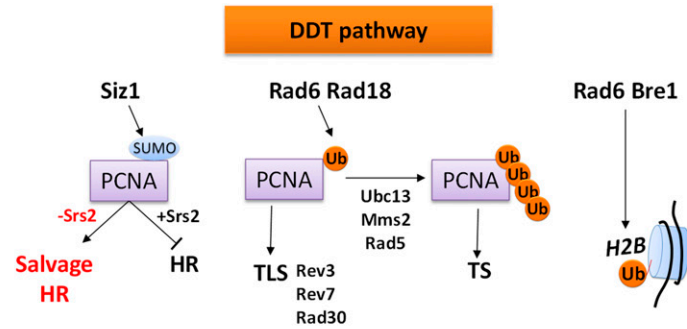 DDT pathway
Siz1
Rad6 Rad18
Rad6 Bre1
SUMO
PCNA
-Srs2
+Srs2
Salvage
HR
HR
Ub
PCNA
TLS
Rev3
Rev7
Rad30
Ubc13
Mms2
Rad5
PCNA
Ub
Ub
Ub
Ub
TS
H2B
Ub